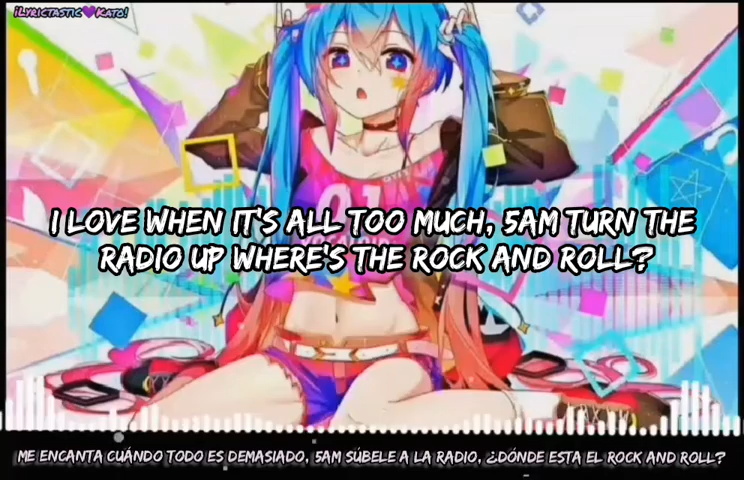 ¡Lyrictastic💜Kato!
I LOVE WHEN IT'S ALL TOO MUCH, 5AM TURN THE
RADIO UP WHERE'S THE ROCK AND ROLL?
ME ENCANTA CUÁNDO TODO ES DEMASIADO, 5AM SÚBELE A LA RADIO, ¿DÓNDE ESTA EL ROCK AND ROLL?